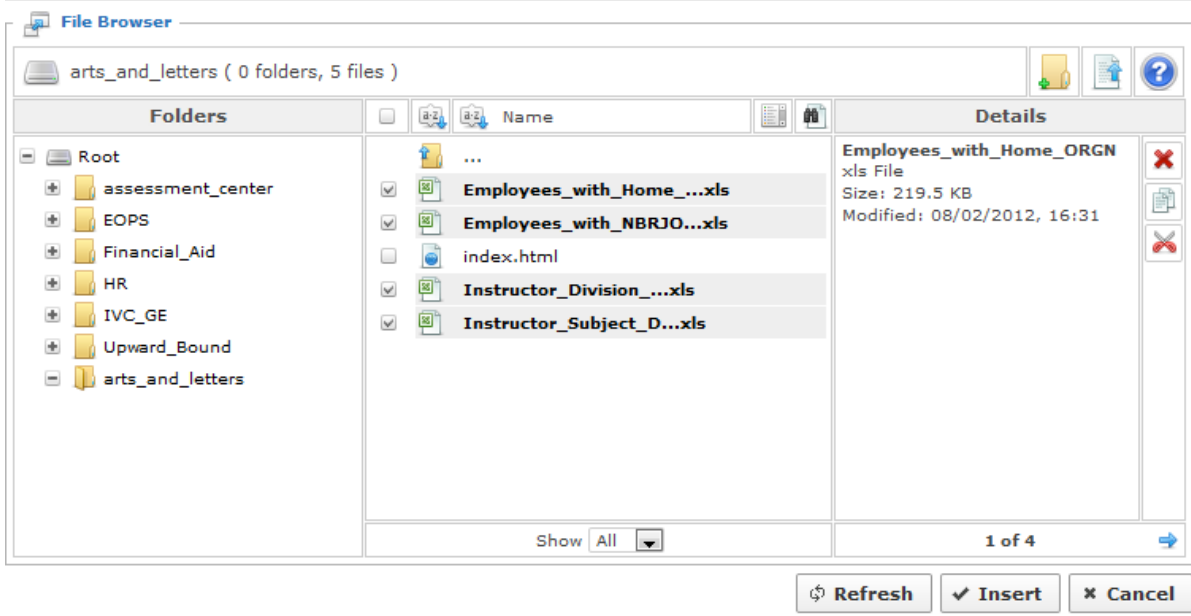 File Browser
arts_and_letters ( 0 folders, 5 files )
Folders
a-z a-z Name
Details
Root
assessment_center
EOPS
Financial_Aid
HR
IVC_GE
Upward_Bound
arts_and_letters
...
Employees_with_Home_...xls
Employees_with_NBRJO...xls
index.html
Instructor_Division_...xls
Instructor_Subject_D...xls
Show All
Employees_with_Home_ORGN
xls File
Size: 219.5 KB
Modified: 08/02/2012, 16:31
1 of 4
Refresh Insert Cancel